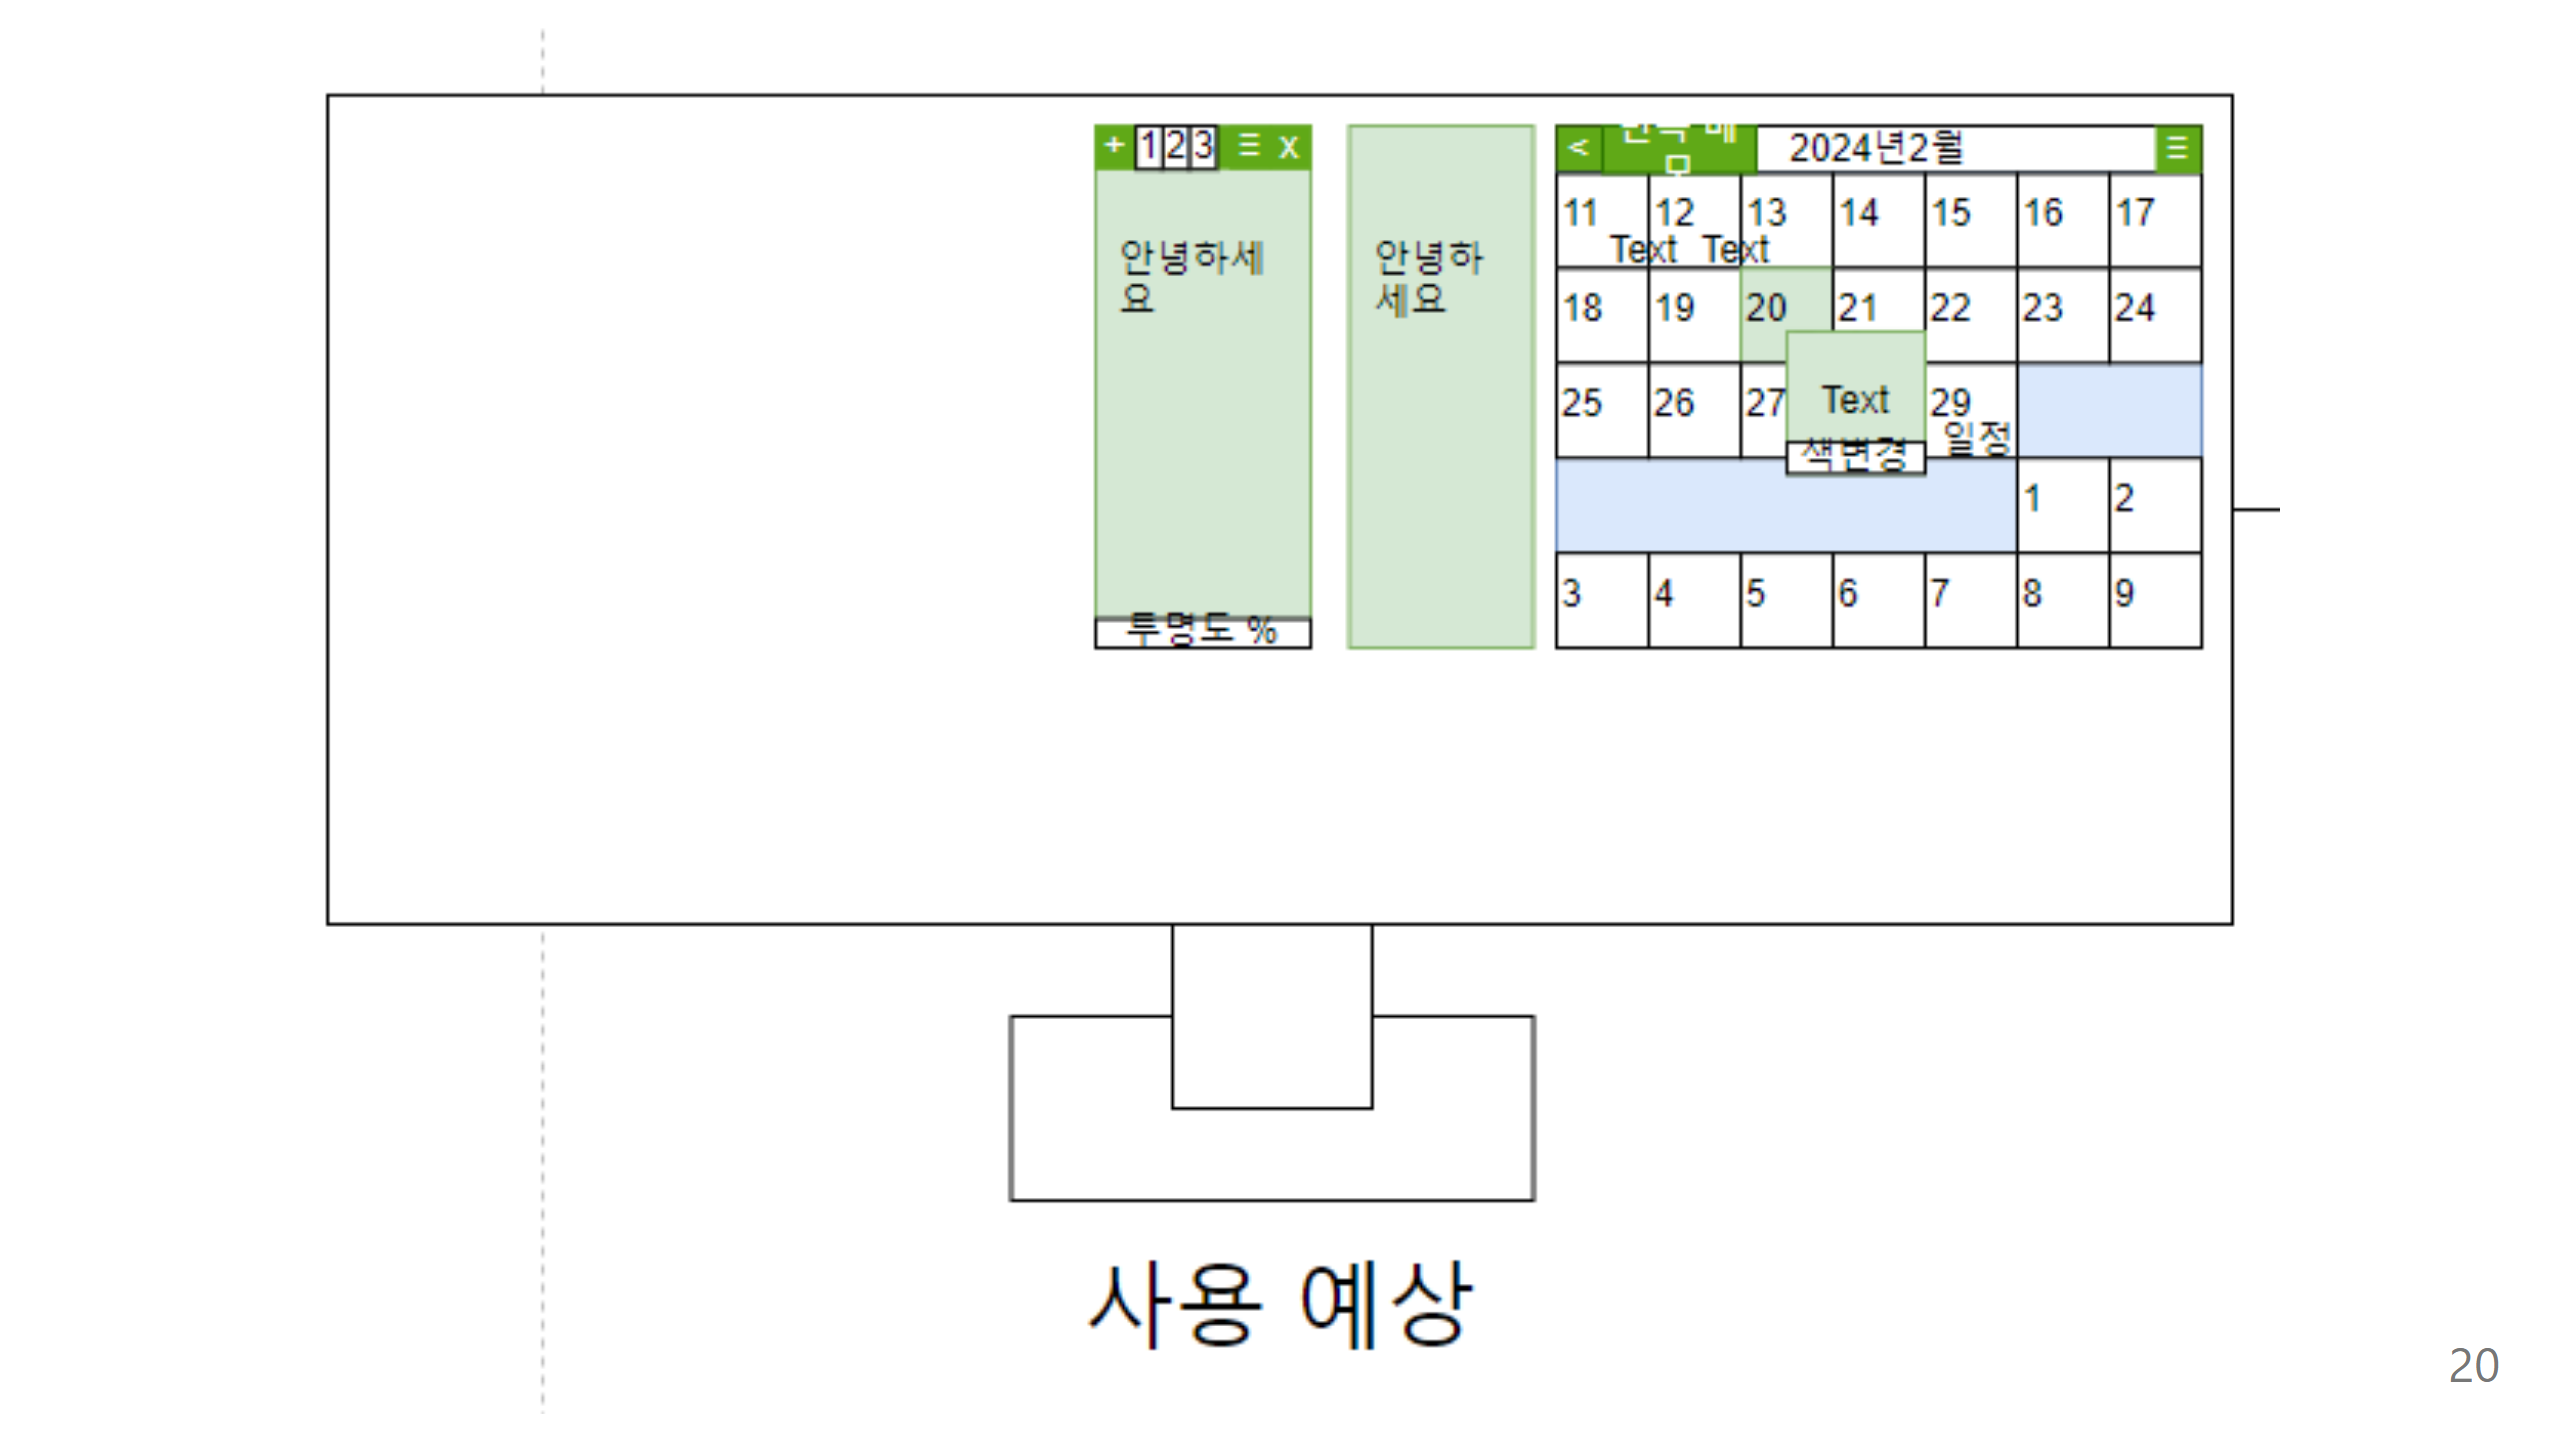 + 1 2 3 ☰ X
안녕하세
요
투명도 %
안녕하
세요
< 2024년2월 ☰
11 12 13 14 15 16 17
Text Text
18 19 20 21 22 23 24
25 26 27 Text 29
색변경 일정
1 2
3 4 5 6 7 8 9
사용 예상
20